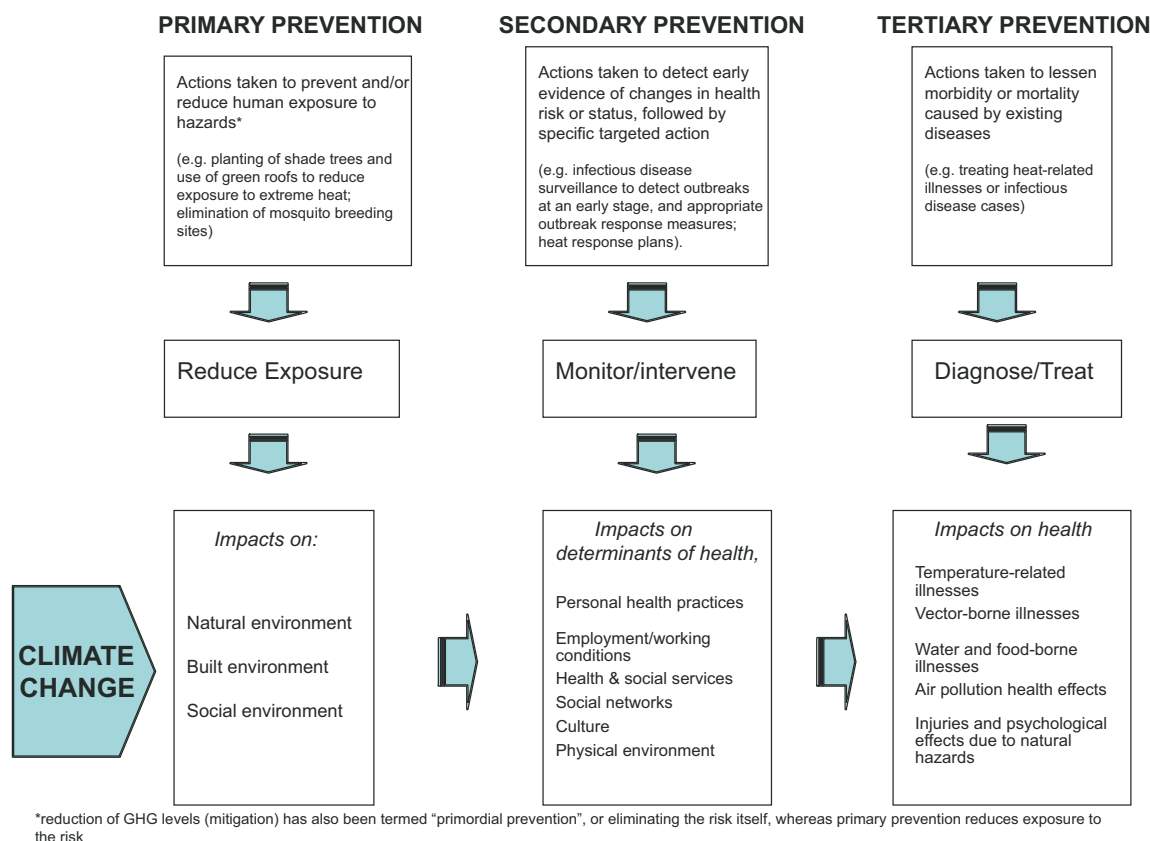 PRIMARY PREVENTION
Actions taken to prevent and/or
reduce human exposure to
hazards*
(e.g. planting of shade trees and
use of green roofs to reduce
exposure to extreme heat;
elimination of mosquito breeding
sites)
SECONDARY PREVENTION
Actions taken to detect early
evidence of changes in health
risk or status, followed by
specific targeted action
(e.g. infectious disease
surveillance to detect outbreaks
at an early stage, and appropriate
outbreak response measures;
heat response plans).
TERTIARY PREVENTION
Actions taken to lessen
morbidity or mortality
caused by existing
diseases
(e.g. treating heat-related
illnesses or infectious
disease cases)
Reduce Exposure
Monitor/intervene
Diagnose/Treat
CLIMATE
CHANGE
Impacts on:
Natural environment
Built environment
Social environment
Impacts on
determinants of health,
Personal health practices
Employment/working
conditions
Health & social services
Social networks
Culture
Physical environment
Impacts on health
Temperature-related
illnesses
Vector-borne illnesses
Water and food-borne
illnesses
Air pollution health effects
Injuries and psychological
effects due to natural
hazards
*reduction of GHG levels (mitigation) has also been termed “primordial prevention”, or eliminating the risk itself, whereas primary prevention reduces exposure to
the risk